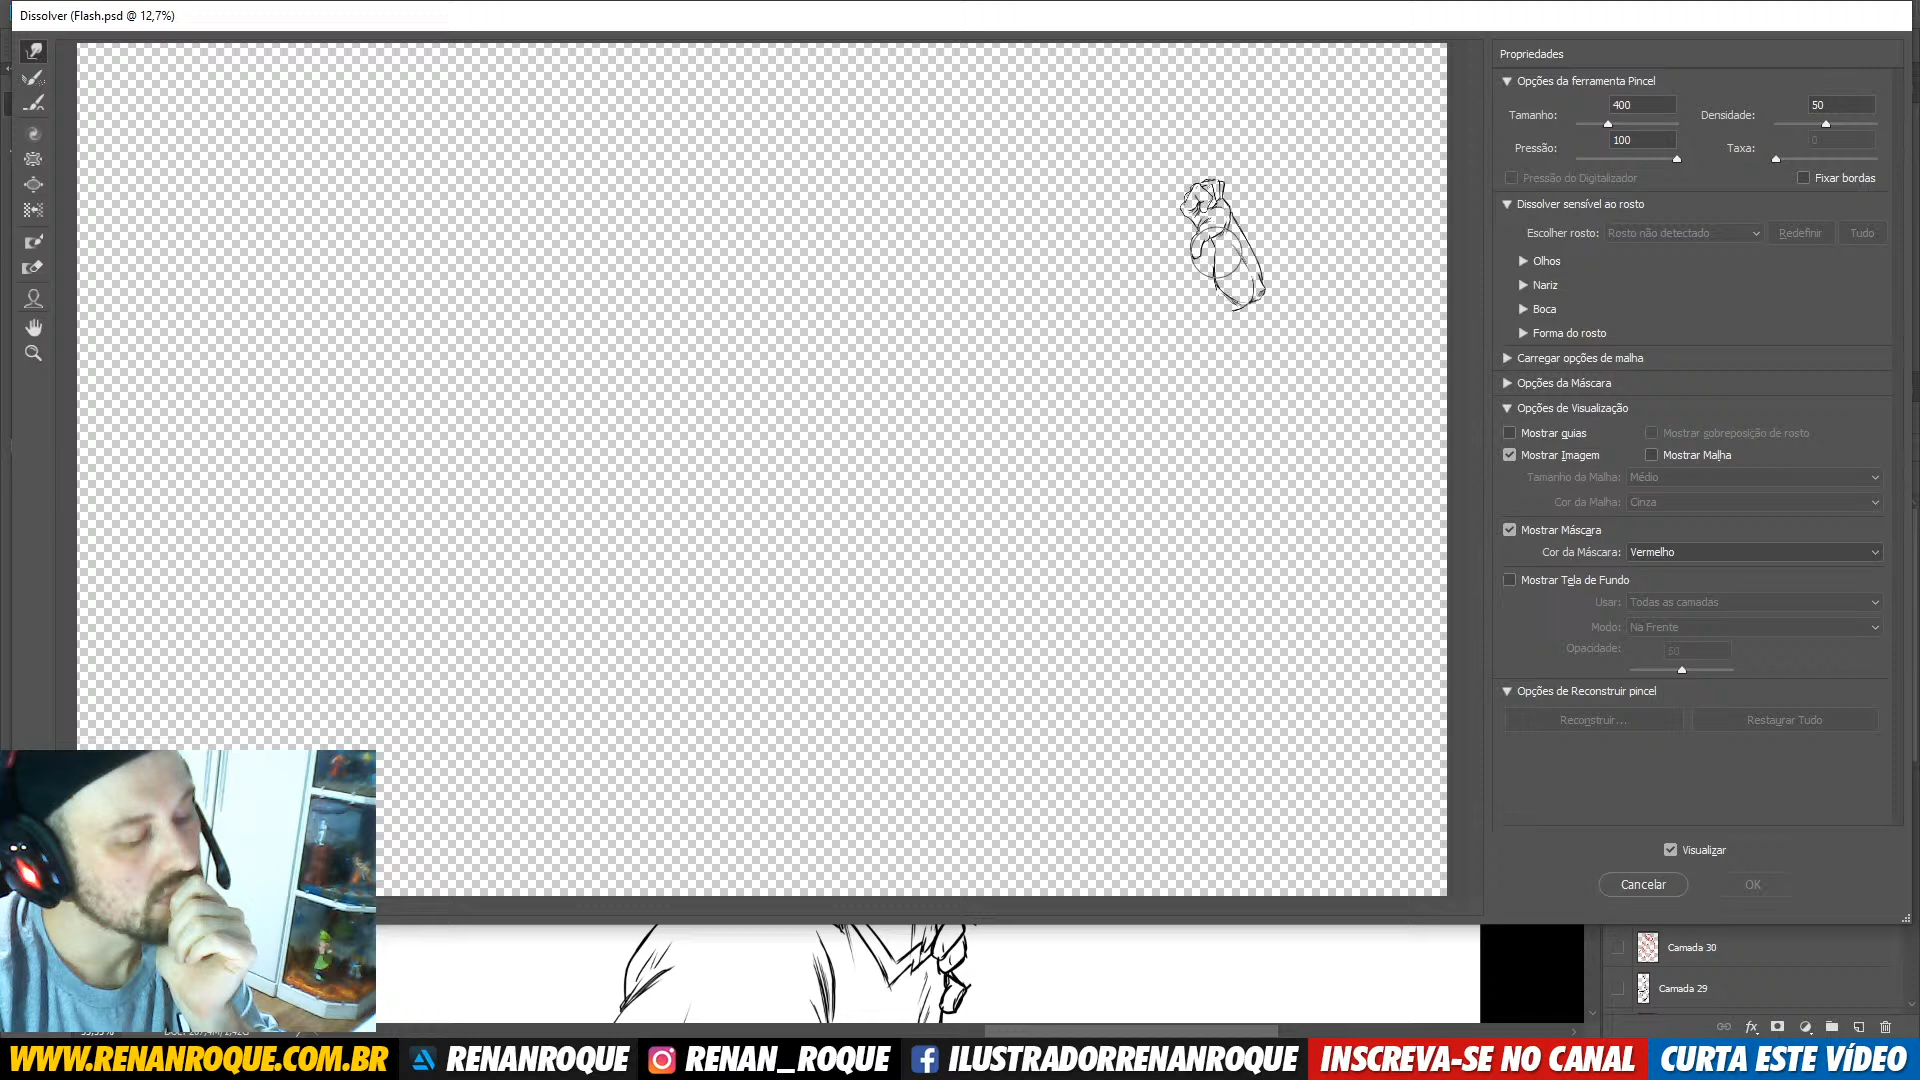 Dissolver (Flash.psd @ 12,7%)
Propriedades
Opções da ferramenta Pincel
Tamanho: 400
Densidade: 50
Pressão: 100
Taxa: 0
Pressão do Digitalizador
Fixar bordas
Dissolver sensível ao rosto
Escolher rosto: Rosto não detectado
Redefinir
Tudo
Olhos
Nariz
Boca
Forma do rosto
Carregar opções de malha
Opções da Máscara
Opções de Visualização
Mostrar guias
Mostrar sobreposição de rosto
Mostrar Imagem
Mostrar Malha
Tamanho da Malha: Médio
Cor da Malha: Cinza
Mostrar Máscara
Cor da Máscara: Vermelho
Mostrar Tela de Fundo
Usar: Todas as camadas
Modo: Na Frente
Opacidade: 50
Opções de Reconstruir pincel
Reconstruir...
Restaurar Tudo
Visualizar
Cancelar
OK
Camada 30
Camada 29
fx
WWW.RENANROQUE.COM.BR
RENANROQUE
RENAN_ROQUE
ILUSTRADORRENANROQUE
INSCREVA-SE NO CANAL
CURTA ESTE VÍDEO